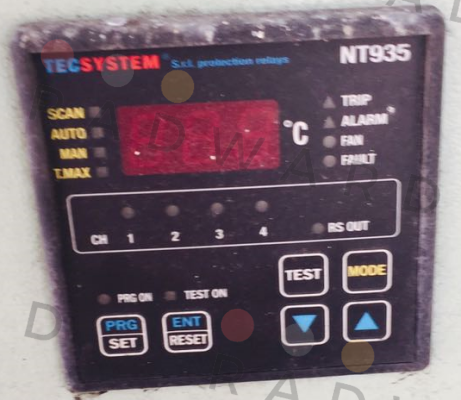 TECSYSTEM S.r.l. protection relays NT935
SCAN
AUTO
MAN
T.MAX
°C
TRIP
ALARM
FAN
FAULT
CH 1 2 3 4 RS OUT
PRG ON TEST ON
TEST MODE
PRG SET
ENT RESET